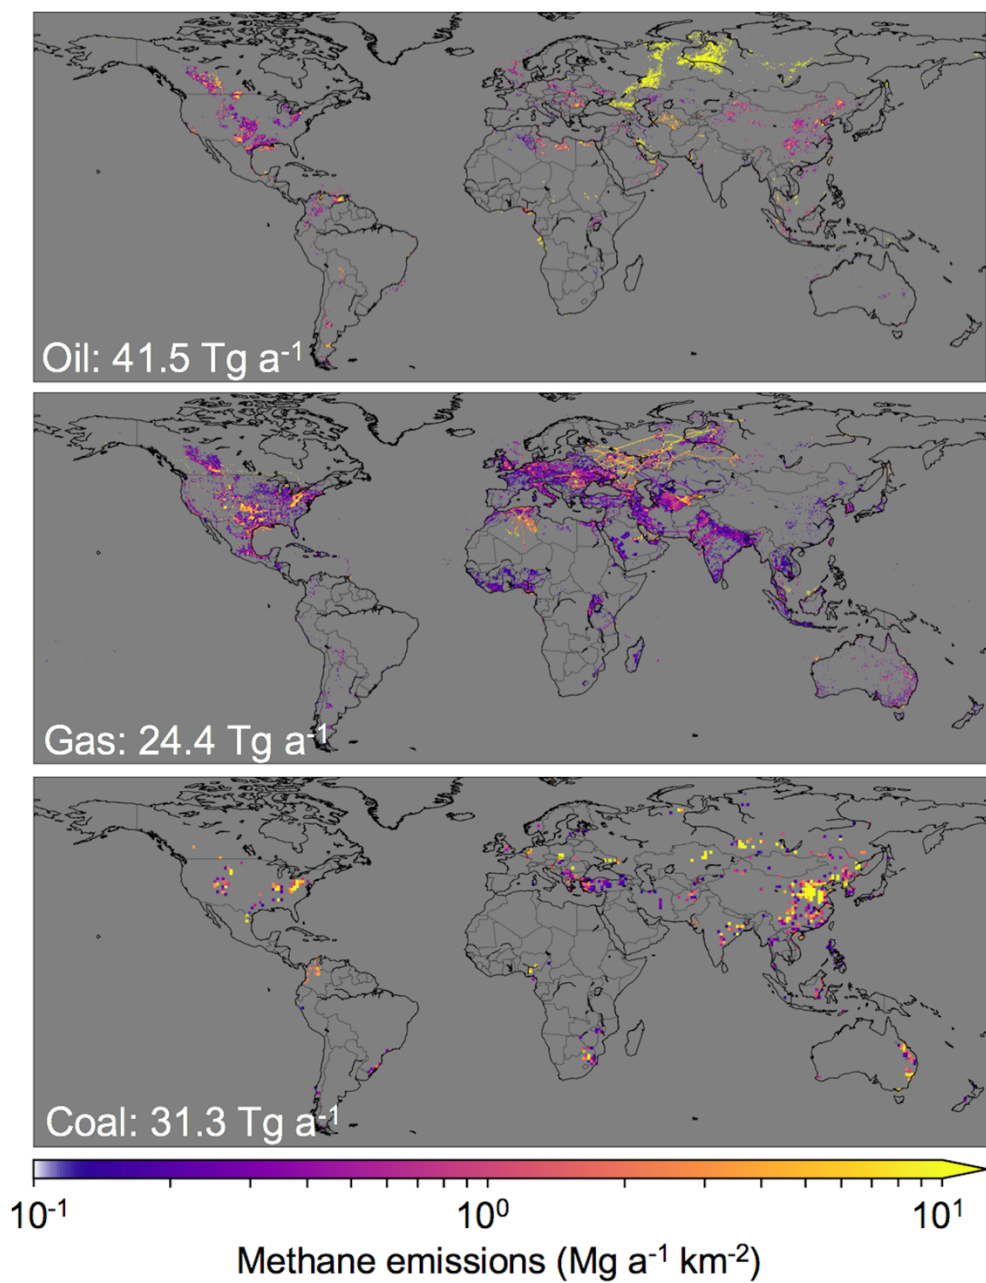 Oil: 41.5 Tg a-1
Gas: 24.4 Tg a-1
Coal: 31.3 Tg a-1
10-1 100 101
Methane emissions (Mg a-1 km-2)